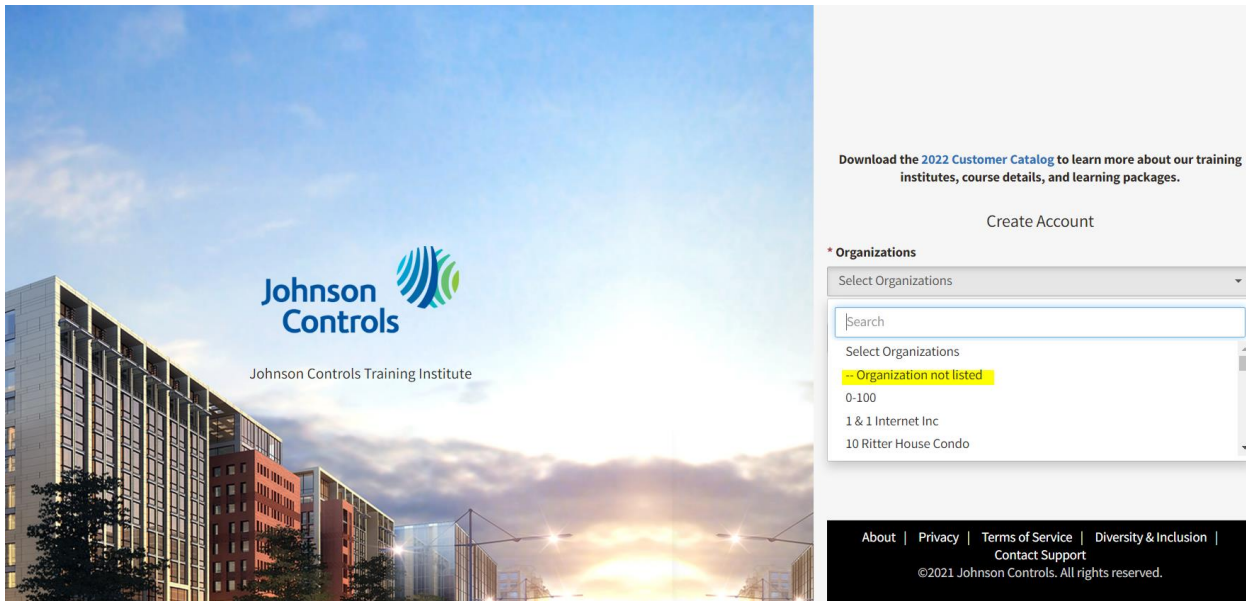 Johnson
Controls
Johnson Controls Training Institute
Download the 2022 Customer Catalog to learn more about our training
institutes, course details, and learning packages.
Create Account
* Organizations
Select Organizations
Search
Select Organizations
-- Organization not listed
0-100
1 & 1 Internet Inc
10 Ritter House Condo
About | Privacy | Terms of Service | Diversity & Inclusion |
Contact Support
©2021 Johnson Controls. All rights reserved.